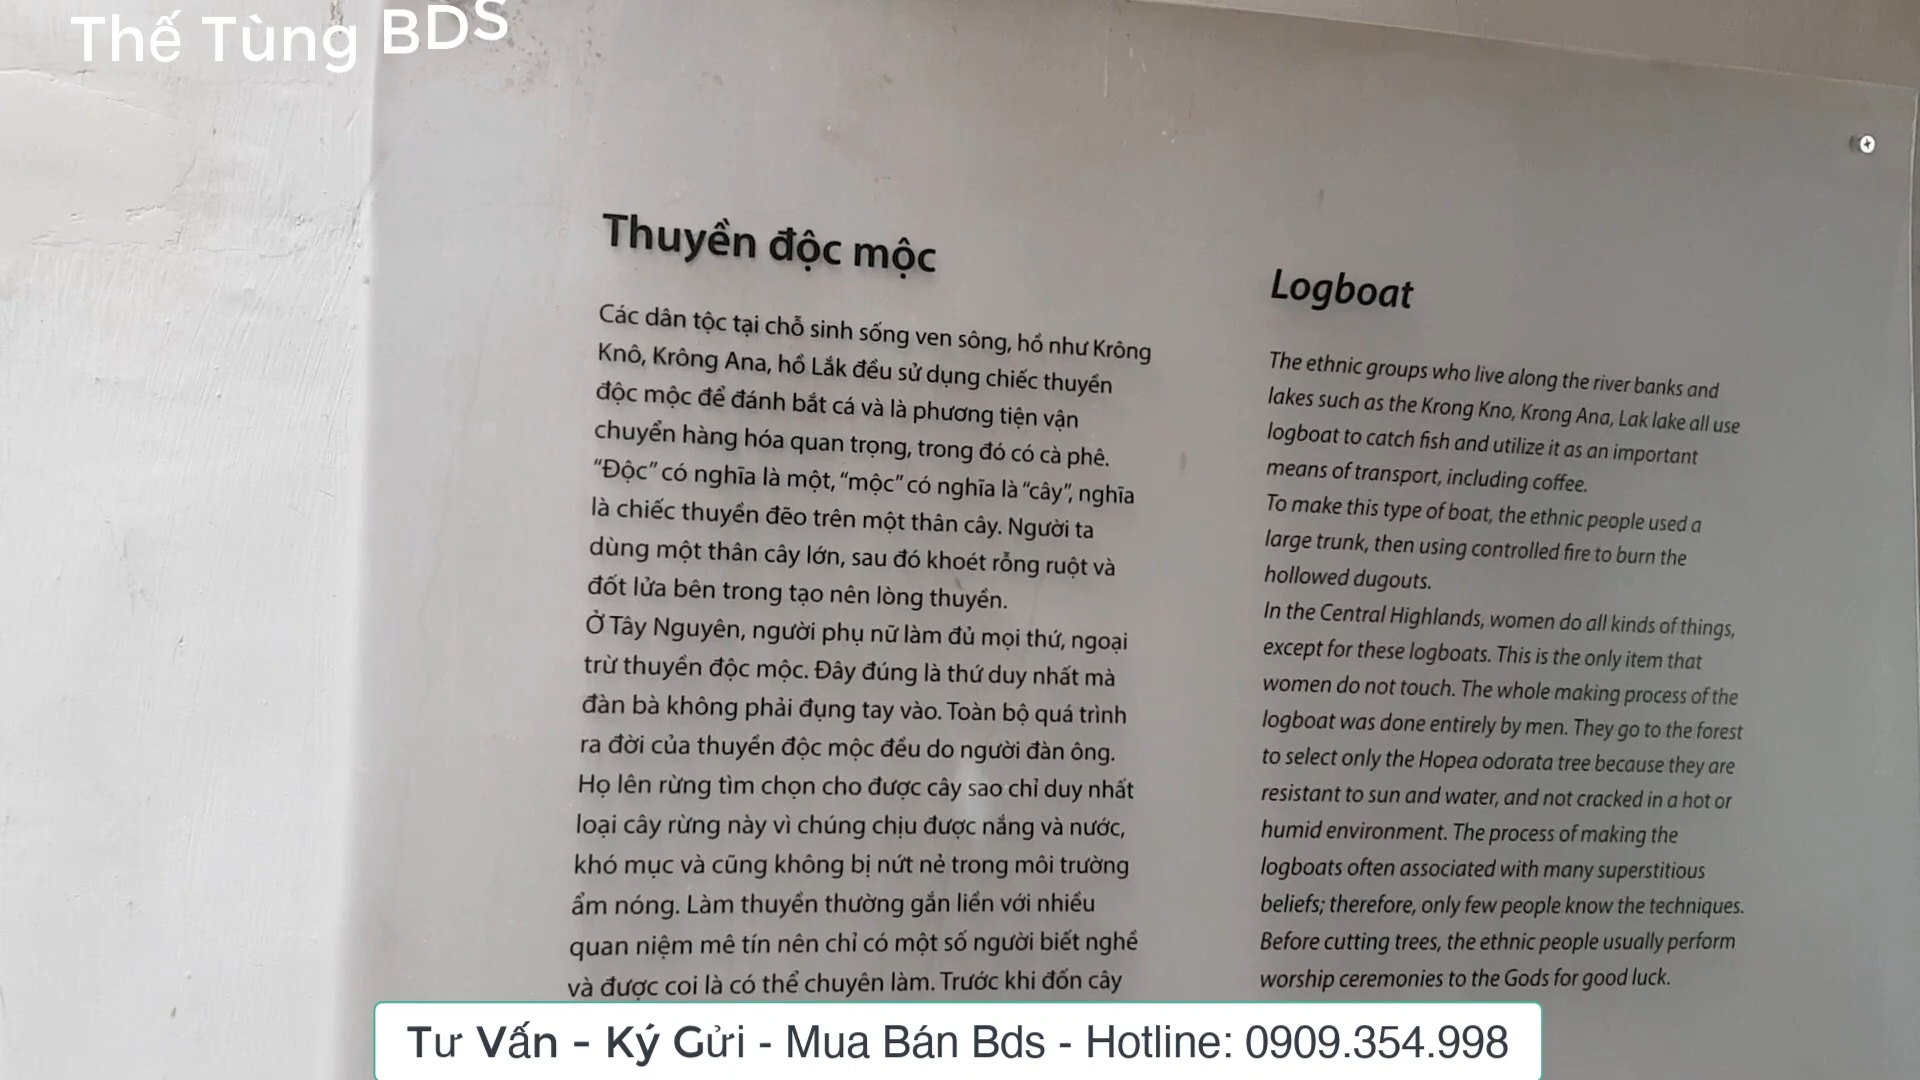 Thế Tùng BDS
Thuyền độc mộc
Các dân tộc tại chỗ sinh sống ven sông, hồ như Krông
Knô, Krông Ana, hồ Lắk đều sử dụng chiếc thuyền
độc mộc để đánh bắt cá và là phương tiện vận
chuyển hàng hóa quan trọng, trong đó có cà phê.
“Độc” có nghĩa là một, “mộc” có nghĩa là “cây”, nghĩa
là chiếc thuyền đẽo trên một thân cây. Người ta
dùng một thân cây lớn, sau đó khoét rỗng ruột và
đốt lửa bên trong tạo nên lòng thuyền.
Ở Tây Nguyên, người phụ nữ làm đủ mọi thứ, ngoại
trừ thuyền độc mộc. Đây đúng là thứ duy nhất mà
đàn bà không phải đụng tay vào. Toàn bộ quá trình
ra đời của thuyền độc mộc đều do người đàn ông.
Họ lên rừng tìm chọn cho được cây sao chỉ duy nhất
loại cây rừng này vì chúng chịu được nắng và nước,
khó mục và cũng không bị nứt nẻ trong môi trường
ẩm nóng. Làm thuyền thường gắn liền với nhiều
quan niệm mê tín nên chỉ có một số người biết nghề
và được coi là có thể chuyên làm. Trước khi đốn cây
Logboat
The ethnic groups who live along the river banks and
lakes such as the Krong Kno, Krong Ana, Lak lake all use
logboat to catch fish and utilize it as an important
means of transport, including coffee.
To make this type of boat, the ethnic people used a
large trunk, then using controlled fire to burn the
hollowed dugouts.
In the Central Highlands, women do all kinds of things,
except for these logboats. This is the only item that
women do not touch. The whole making process of the
logboat was done entirely by men. They go to the forest
to select only the Hopea odorata tree because they are
resistant to sun and water, and not cracked in a hot or
humid environment. The process of making the
logboats often associated with many superstitious
beliefs; therefore, only few people know the techniques.
Before cutting trees, the ethnic people usually perform
worship ceremonies to the Gods for good luck.
Tư Vấn - Ký Gửi - Mua Bán Bds - Hotline: 0909.354.998